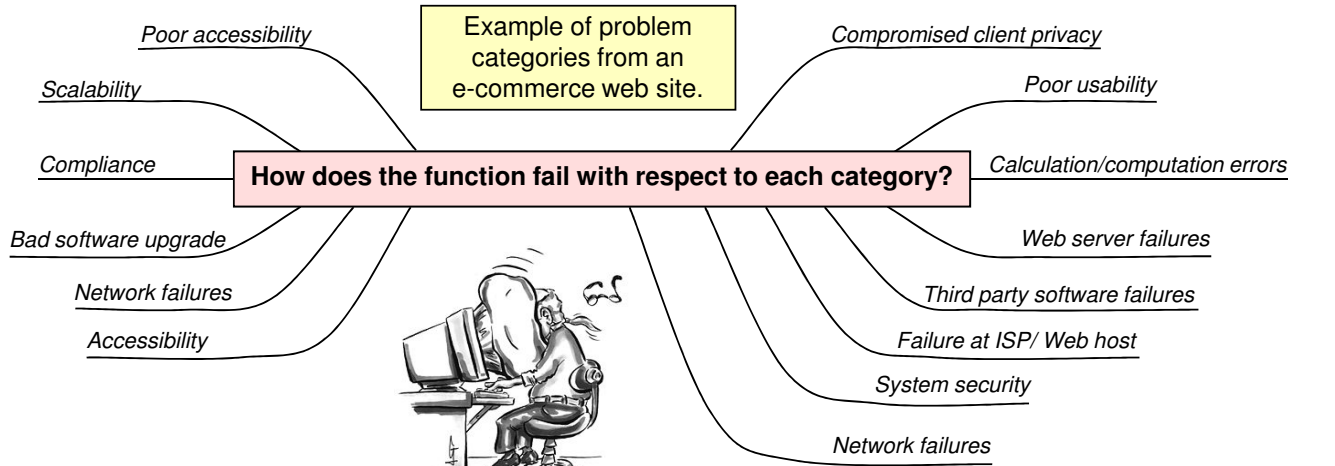 Example of problem
categories from an
e-commerce web site.
Poor accessibility
Scalability
Compliance
Bad software upgrade
Network failures
Accessibility
How does the function fail with respect to each category?
Compromised client privacy
Poor usability
Calculation/computation errors
Web server failures
Third party software failures
Failure at ISP/ Web host
System security
Network failures